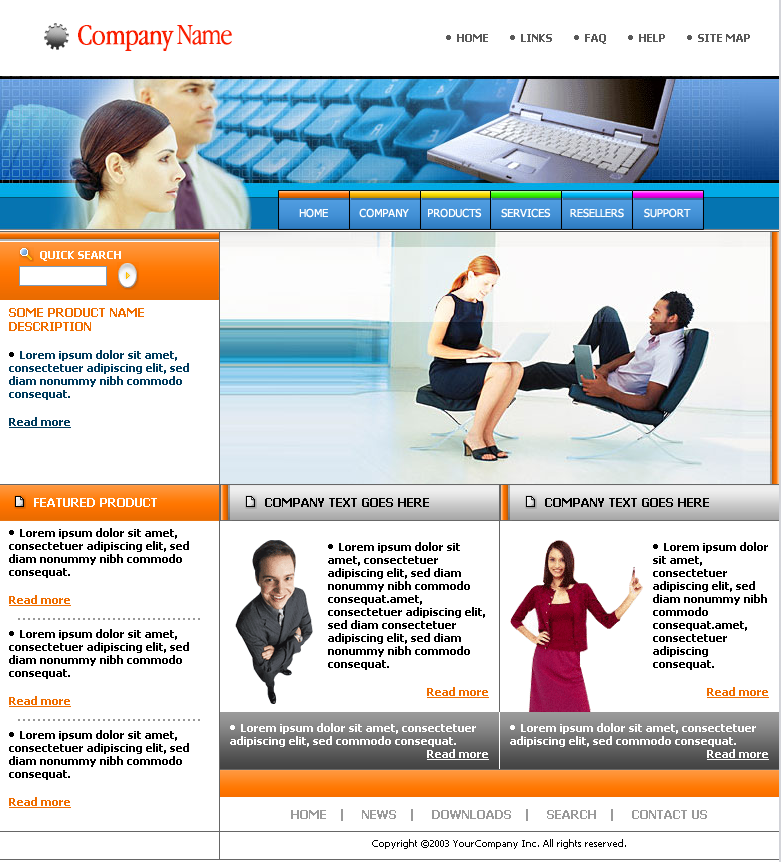 Company Name
• HOME • LINKS • FAQ • HELP • SITE MAP
HOME COMPANY PRODUCTS SERVICES RESELLERS SUPPORT
QUICK SEARCH
SOME PRODUCT NAME
DESCRIPTION
• Lorem ipsum dolor sit amet,
consectetuer adipiscing elit, sed
diam nonummy nibh commodo
consequat.
Read more
FEATURED PRODUCT
• Lorem ipsum dolor sit amet,
consectetuer adipiscing elit, sed
diam nonummy nibh commodo
consequat.
Read more
• Lorem ipsum dolor sit amet,
consectetuer adipiscing elit, sed
diam nonummy nibh commodo
consequat.
Read more
• Lorem ipsum dolor sit amet,
consectetuer adipiscing elit, sed
diam nonummy nibh commodo
consequat.
Read more
COMPANY TEXT GOES HERE
• Lorem ipsum dolor sit
amet, consectetuer
adipiscing elit, sed diam
nonummy nibh commodo
consequat.amet,
consectetuer adipiscing elit,
sed diam consectetuer
adipiscing elit, sed diam
nonummy nibh commodo
consequat.
Read more
• Lorem ipsum dolor sit amet, consectetuer
adipiscing elit, sed commodo consequat.
Read more
COMPANY TEXT GOES HERE
• Lorem ipsum dolor
sit amet,
consectetuer
adipiscing elit, sed
diam nonummy nibh
commodo
consequat.amet,
consectetuer
adipiscing
consequat.
Read more
• Lorem ipsum dolor sit amet, consectetuer
adipiscing elit, sed commodo consequat.
Read more
HOME | NEWS | DOWNLOADS | SEARCH | CONTACT US
Copyright ©2003 YourCompany Inc. All rights reserved.